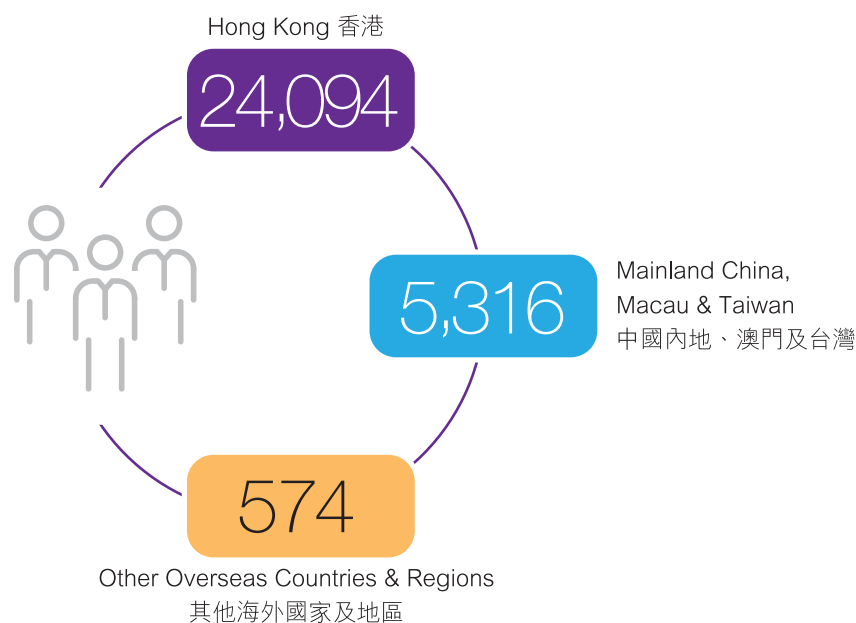 Hong Kong 香港
24,094
5,316
Mainland China,
Macau & Taiwan
中國內地、澳門及台灣
574
Other Overseas Countries & Regions
其他海外國家及地區